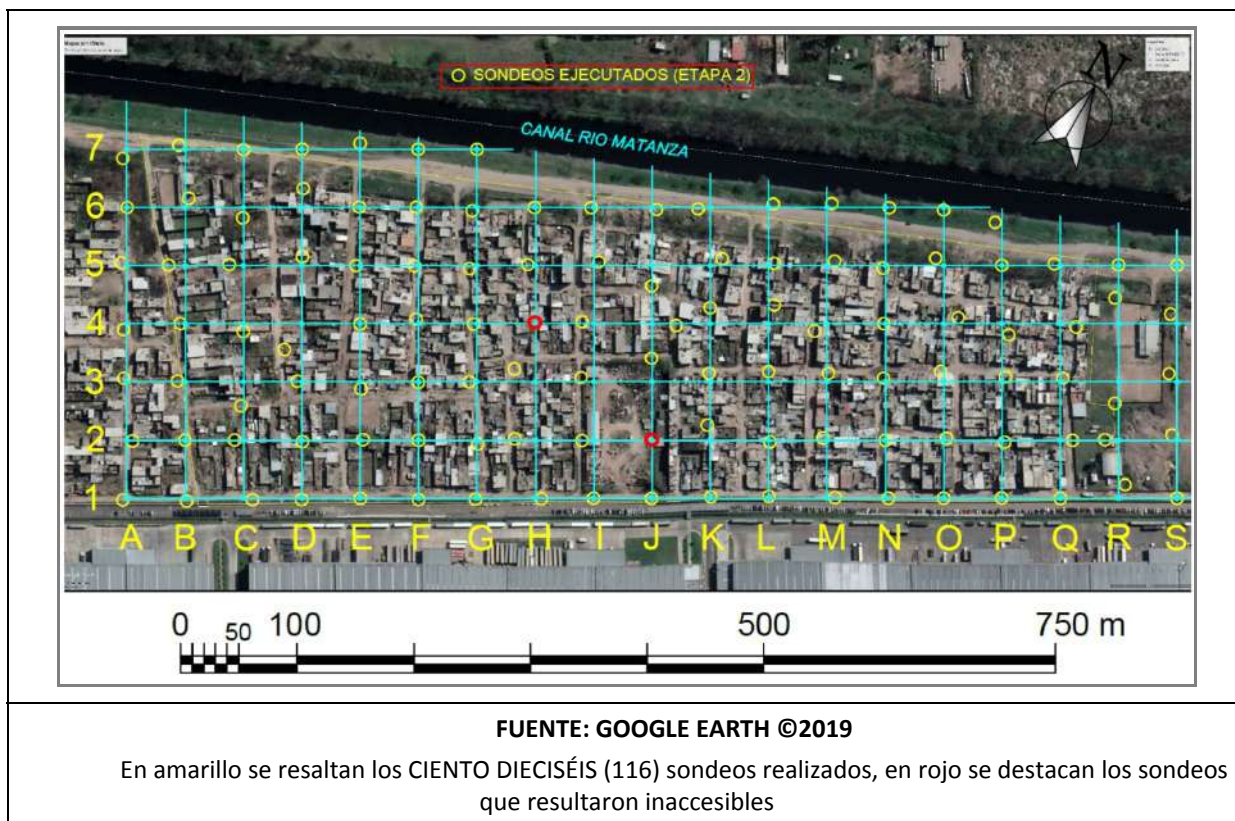 SONDEOS EJECUTADOS (ETAPA 2)
N
CANAL RIO MATANZA
7
6
5
4
3
2
1
A B C D E F G H I J K L M N O P Q R S
0 50 100 500 750 m
FUENTE: GOOGLE EARTH ©2019
En amarillo se resaltan los CIENTO DIECISÉIS (116) sondeos realizados, en rojo se destacan los sondeos
que resultaron inaccesibles